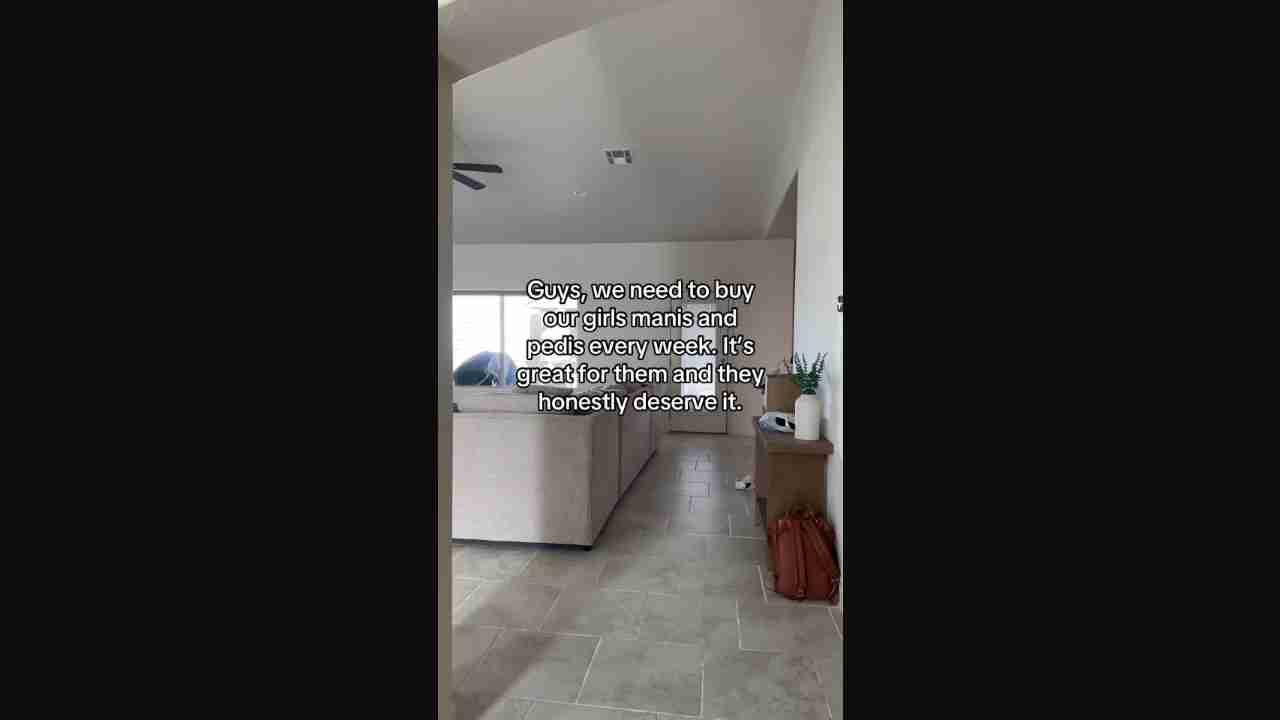 Guys, we need to buy
our girls manis and
pedis every week. It’s
great for them and they
honestly deserve it.